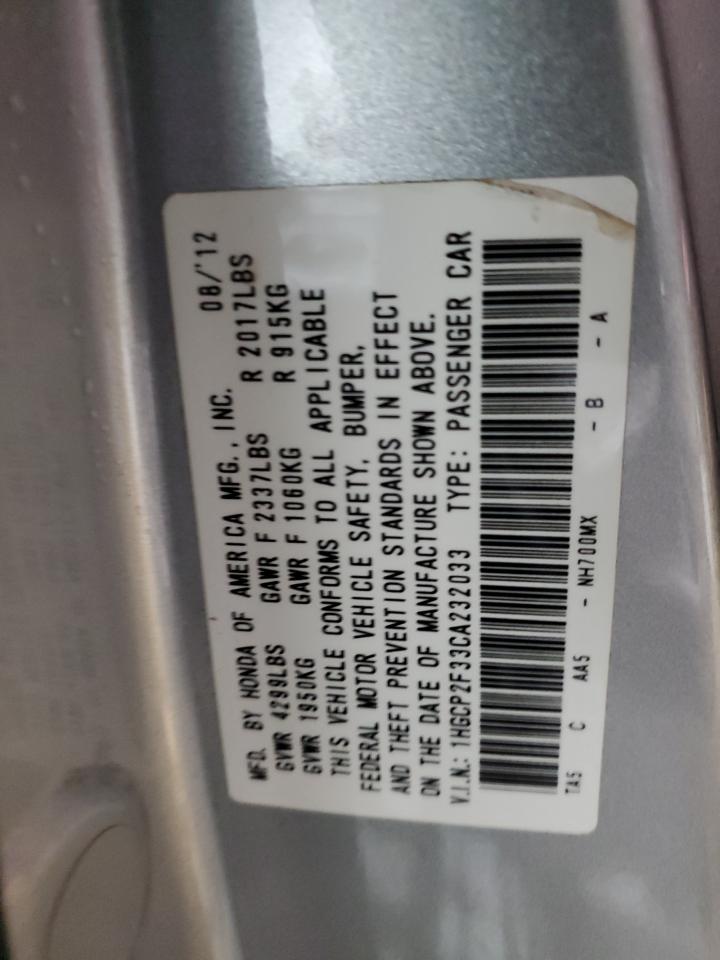 MFD. BY HONDA OF AMERICA MFG., INC. 08/'12
GVWR 4299LBS GAWR F 2337LBS R 2017LBS
GVWR 1950KG GAWR F 1060KG R 915KG
THIS VEHICLE CONFORMS TO ALL APPLICABLE
FEDERAL MOTOR VEHICLE SAFETY, BUMPER,
AND THEFT PREVENTION STANDARDS IN EFFECT
ON THE DATE OF MANUFACTURE SHOWN ABOVE.
V.I.N.: 1HGCP2F33CA232033 TYPE: PASSENGER CAR
TA5 C AA5 - NH700MX - B - A